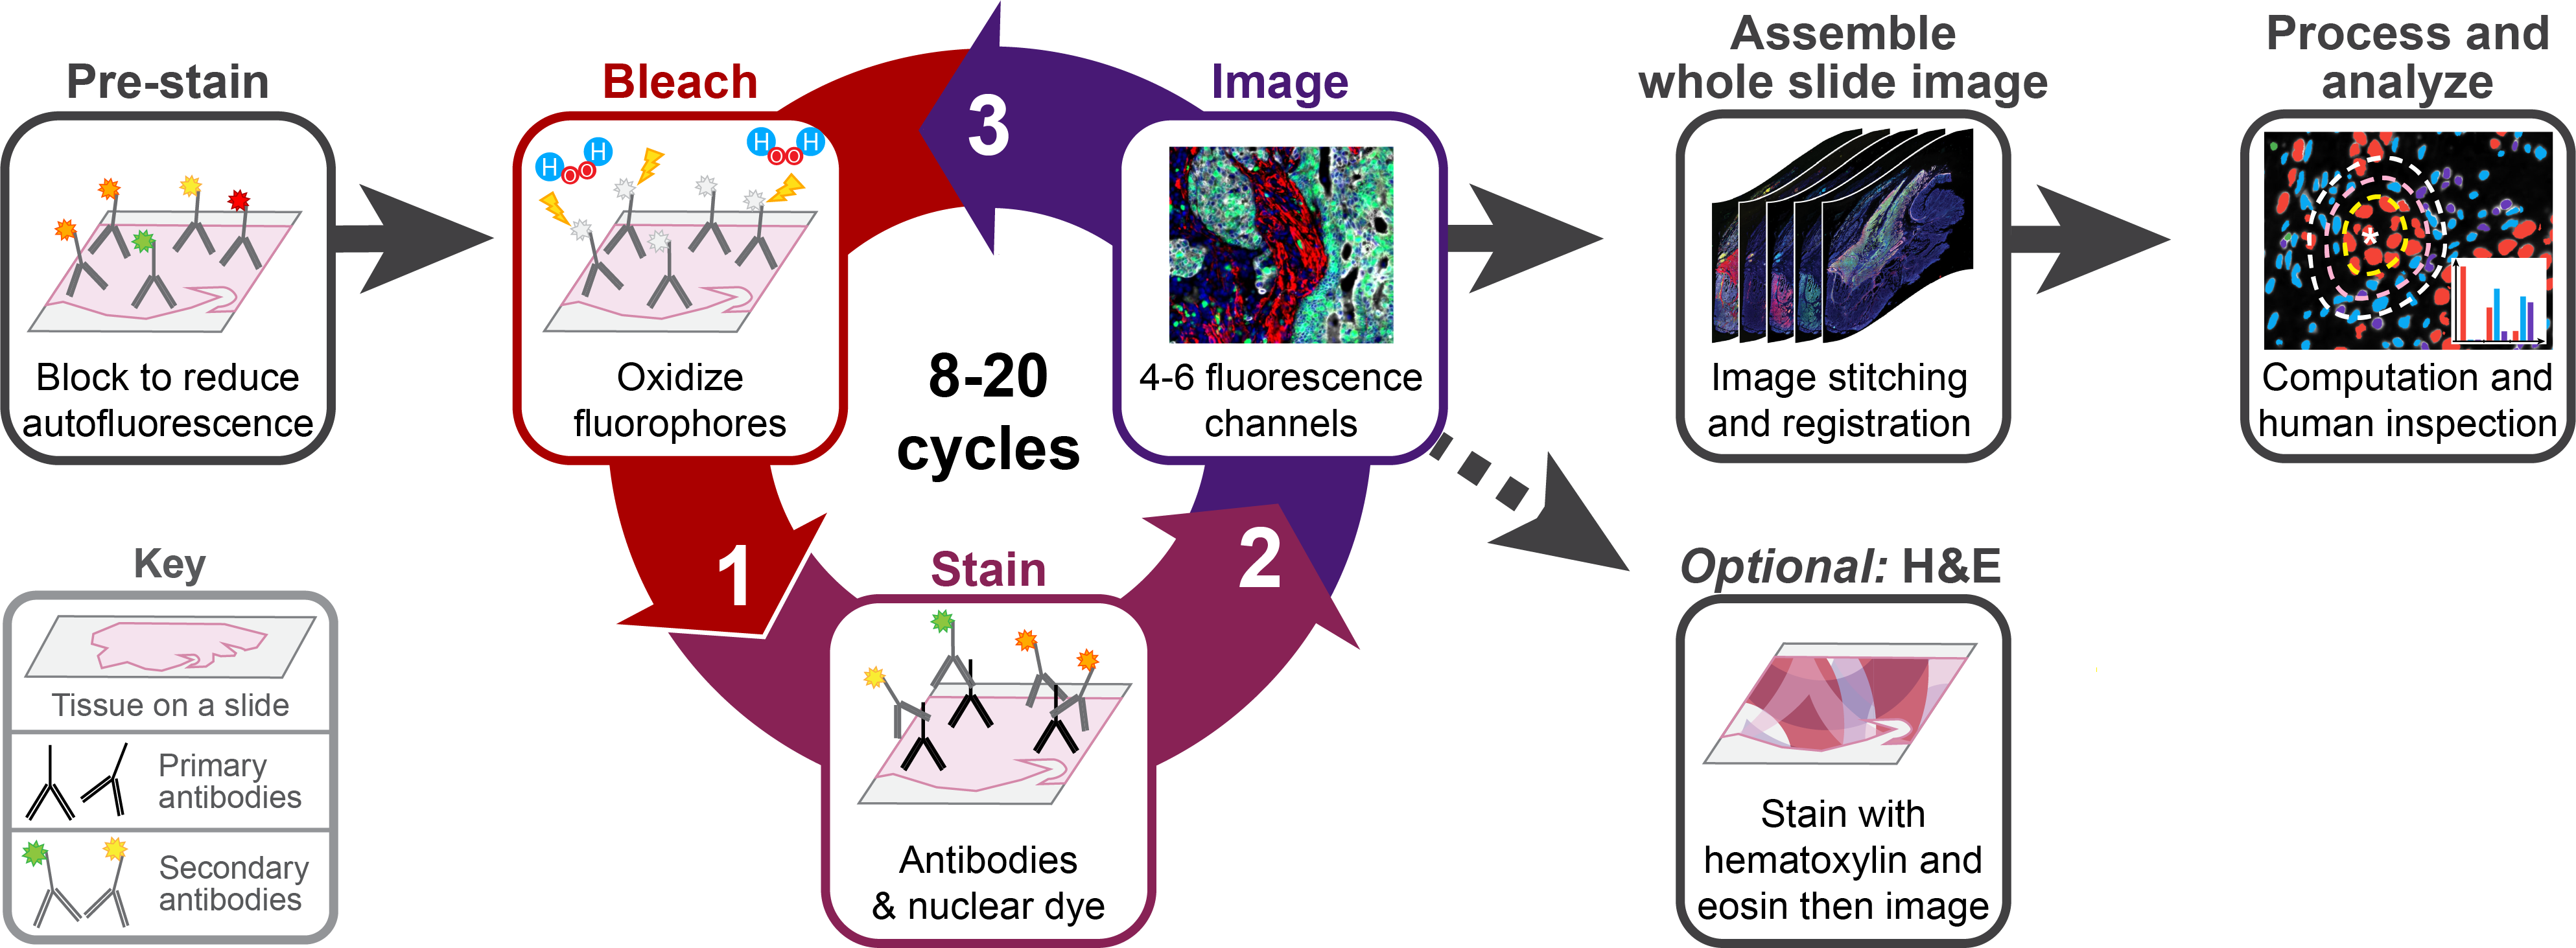 Pre-stain
Block to reduce
autofluorescence
Bleach
H
O
O
H
H
O
O
H
Oxidize
fluorophores
1
Stain
Antibodies
& nuclear dye
2
Image
4-6 fluorescence
channels
3
8-20
cycles
Assemble
whole slide image
Image stitching
and registration
Process and
analyze
*
Computation and
human inspection
Optional: H&E
Stain with
hematoxylin and
eosin then image
Key
Tissue on a slide
Primary
antibodies
Secondary
antibodies